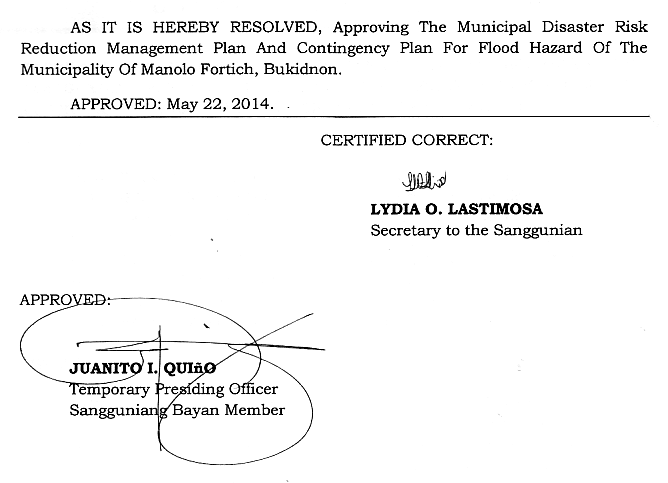 AS IT IS HEREBY RESOLVED, Approving The Municipal Disaster Risk
Reduction Management Plan And Contingency Plan For Flood Hazard Of The
Municipality Of Manolo Fortich, Bukidnon.
APPROVED: May 22, 2014.
CERTIFIED CORRECT:
LYDIA O. LASTIMOSA
Secretary to the Sanggunian
APPROVED:
JUANITO I. QUIñO
Temporary Presiding Officer
Sangguniang Bayan Member